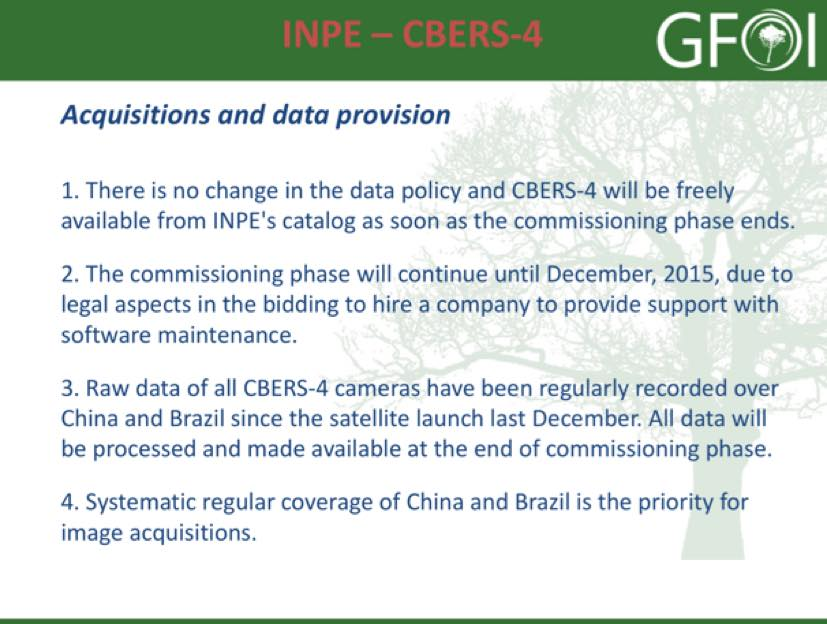 INPE – CBERS-4
GFOI
Acquisitions and data provision
1. There is no change in the data policy and CBERS-4 will be freely
available from INPE's catalog as soon as the commissioning phase ends.
2. The commissioning phase will continue until December, 2015, due to
legal aspects in the bidding to hire a company to provide support with
software maintenance.
3. Raw data of all CBERS-4 cameras have been regularly recorded over
China and Brazil since the satellite launch last December. All data will
be processed and made available at the end of commissioning phase.
4. Systematic regular coverage of China and Brazil is the priority for
image acquisitions.